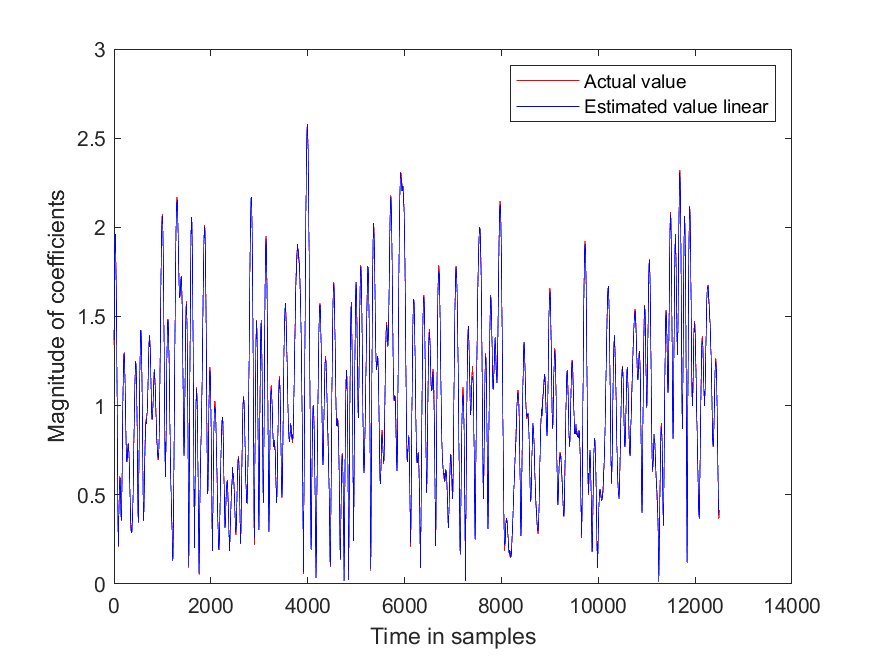 3
2.5
2
1.5
1
0.5
0
0 2000 4000 6000 8000 10000 12000 14000
Time in samples
Magnitude of coefficients
Actual value
Estimated value linear